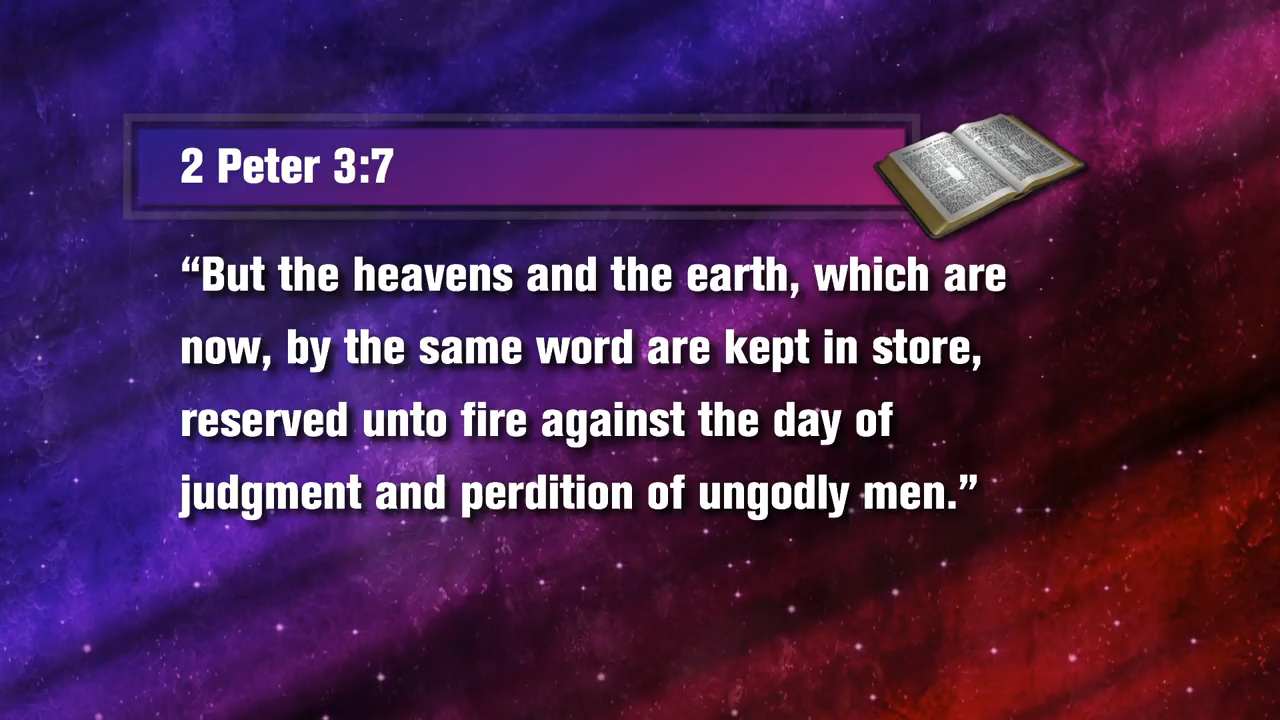 2 Peter 3:7
“But the heavens and the earth, which are
now, by the same word are kept in store,
reserved unto fire against the day of
judgment and perdition of ungodly men.”